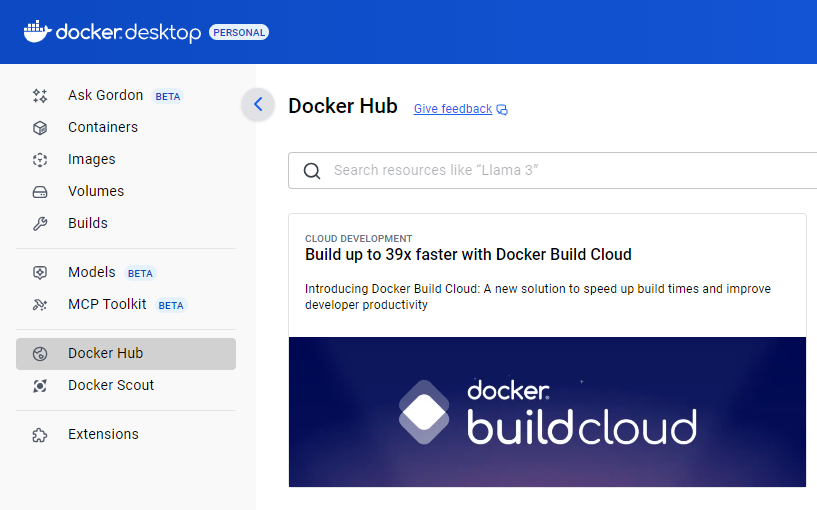 docker.desktop PERSONAL
Ask Gordon BETA
Containers
Images
Volumes
Builds
Models BETA
MCP Toolkit BETA
Docker Hub
Docker Scout
Extensions
Docker Hub Give feedback
Search resources like “Llama 3”
CLOUD DEVELOPMENT
Build up to 39x faster with Docker Build Cloud
Introducing Docker Build Cloud: A new solution to speed up build times and improve
developer productivity
docker.
buildcloud